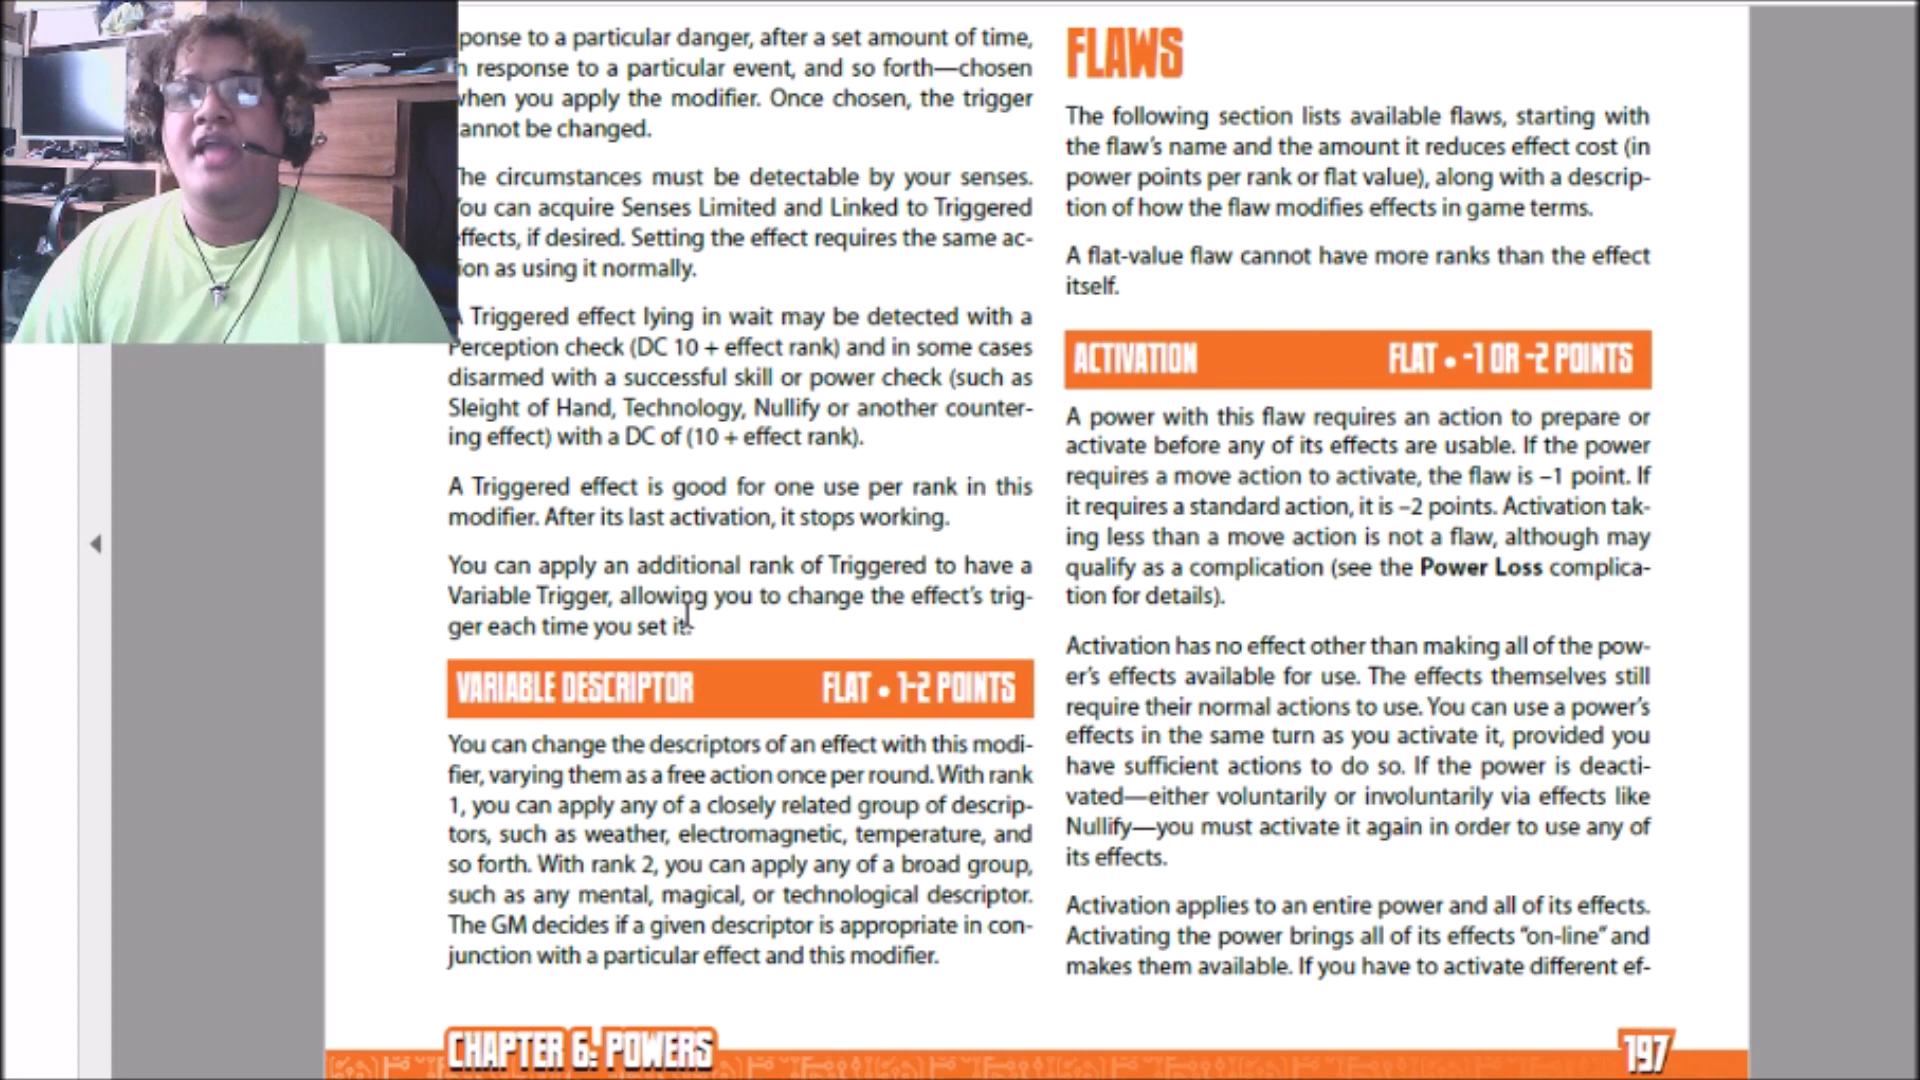 ponse to a particular danger, after a set amount of time,
response to a particular event, and so forth—chosen
when you apply the modifier. Once chosen, the trigger
cannot be changed.
The circumstances must be detectable by your senses.
You can acquire Senses Limited and Linked to Triggered
effects, if desired. Setting the effect requires the same ac-
ion as using it normally.
A Triggered effect lying in wait may be detected with a
Perception check (DC 10 + effect rank) and in some cases
disarmed with a successful skill or power check (such as
Sleight of Hand, Technology, Nullify or another counter-
ing effect) with a DC of (10 + effect rank).
A Triggered effect is good for one use per rank in this
modifier. After its last activation, it stops working.
You can apply an additional rank of Triggered to have a
Variable Trigger, allowing you to change the effect's trig-
ger each time you set it.
VARIABLE DESCRIPTOR FLAT • 1-2 POINTS
You can change the descriptors of an effect with this modi-
fier, varying them as a free action once per round. With rank
1, you can apply any of a closely related group of descrip-
tors, such as weather, electromagnetic, temperature, and
so forth. With rank 2, you can apply any of a broad group,
such as any mental, magical, or technological descriptor.
The GM decides if a given descriptor is appropriate in con-
junction with a particular effect and this modifier.
FLAWS
The following section lists available flaws, starting with
the flaw's name and the amount it reduces effect cost (in
power points per rank or flat value), along with a descrip-
tion of how the flaw modifies effects in game terms.
A flat-value flaw cannot have more ranks than the effect
itself.
ACTIVATION FLAT • -1 OR -2 POINTS
A power with this flaw requires an action to prepare or
activate before any of its effects are usable. If the power
requires a move action to activate, the flaw is –1 point. If
it requires a standard action, it is –2 points. Activation tak-
ing less than a move action is not a flaw, although may
qualify as a complication (see the Power Loss complica-
tion for details).
Activation has no effect other than making all of the pow-
er's effects available for use. The effects themselves still
require their normal actions to use. You can use a power's
effects in the same turn as you activate it, provided you
have sufficient actions to do so. If the power is deacti-
vated—either voluntarily or involuntarily via effects like
Nullify—you must activate it again in order to use any of
its effects.
Activation applies to an entire power and all of its effects.
Activating the power brings all of its effects "on-line" and
makes them available. If you have to activate different ef-
CHAPTER 6: POWERS
197